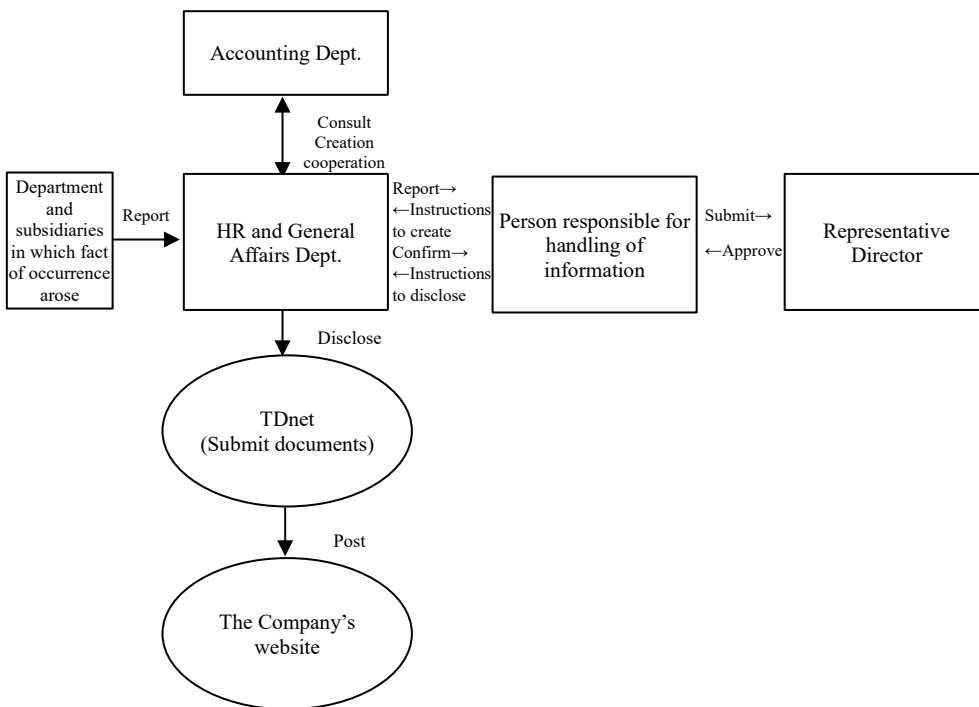 Accounting Dept.
Consult
Creation
cooperation
Department
and
subsidiaries
in which fact
of occurrence
arose
Report
HR and General
Affairs Dept.
Report→
←Instructions
to create
Confirm→
←Instructions
to disclose
Person responsible for
handling of
information
Submit→
←Approve
Representative
Director
Disclose
TDnet
(Submit documents)
Post
The Company’s
website